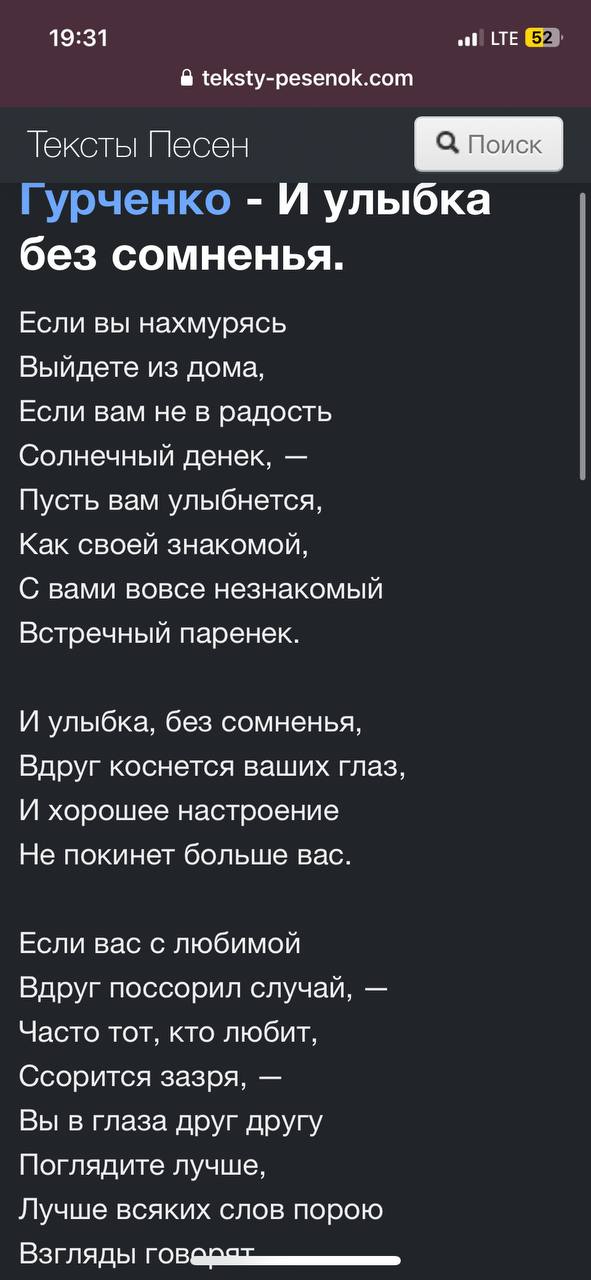 19:31
LTE 52
teksty-pesenok.com
Тексты Песен
Поиск
Гурченко - И улыбка
без сомненья.
Если вы нахмурясь
Выйдете из дома,
Если вам не в радость
Солнечный денек, —
Пусть вам улыбнется,
Как своей знакомой,
С вами вовсе незнакомый
Встречный паренек.
И улыбка, без сомненья,
Вдруг коснется ваших глаз,
И хорошее настроение
Не покинет больше вас.
Если вас с любимой
Вдруг поссорил случай, —
Часто тот, кто любит,
Ссорится зазря, —
Вы в глаза друг другу
Поглядите лучше,
Лучше всяких слов порою
Взгляды говорят